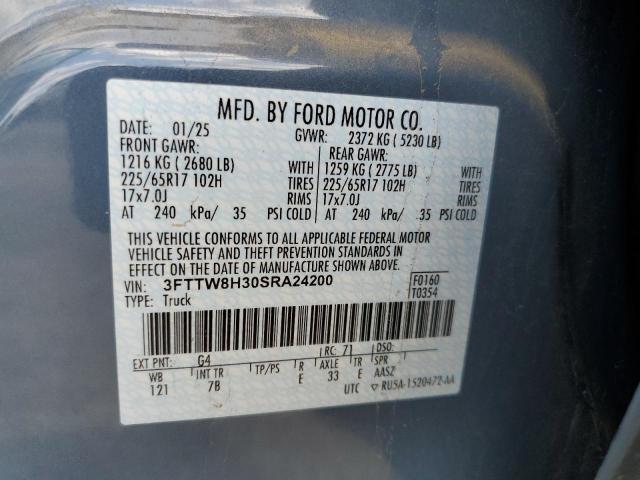 MFD. BY FORD MOTOR CO.
DATE: 01/25 GVWR: 2372 KG ( 5230 LB)
FRONT GAWR: REAR GAWR:
1216 KG ( 2680 LB) WITH 1259 KG ( 2775 LB) WITH
225/65R17 102H TIRES 225/65R17 102H TIRES
17x7.0J RIMS 17x7.0J RIMS
AT 240 kPa/ 35 PSI COLD AT 240 kPa/ 35 PSI COLD
THIS VEHICLE CONFORMS TO ALL APPLICABLE FEDERAL MOTOR
VEHICLE SAFETY AND THEFT PREVENTION STANDARDS IN
EFFECT ON THE DATE OF MANUFACTURE SHOWN ABOVE.
VIN: 3FTTW8H30SRA24200 F0160
TYPE: Truck T0354
EXT PNT: G4 RC: 71 DSO:
WB INT TR TP/PS R AXLE TR SPR
121 7B E 33 E AASZ
UTC ▽ RU5A-1520472-AA